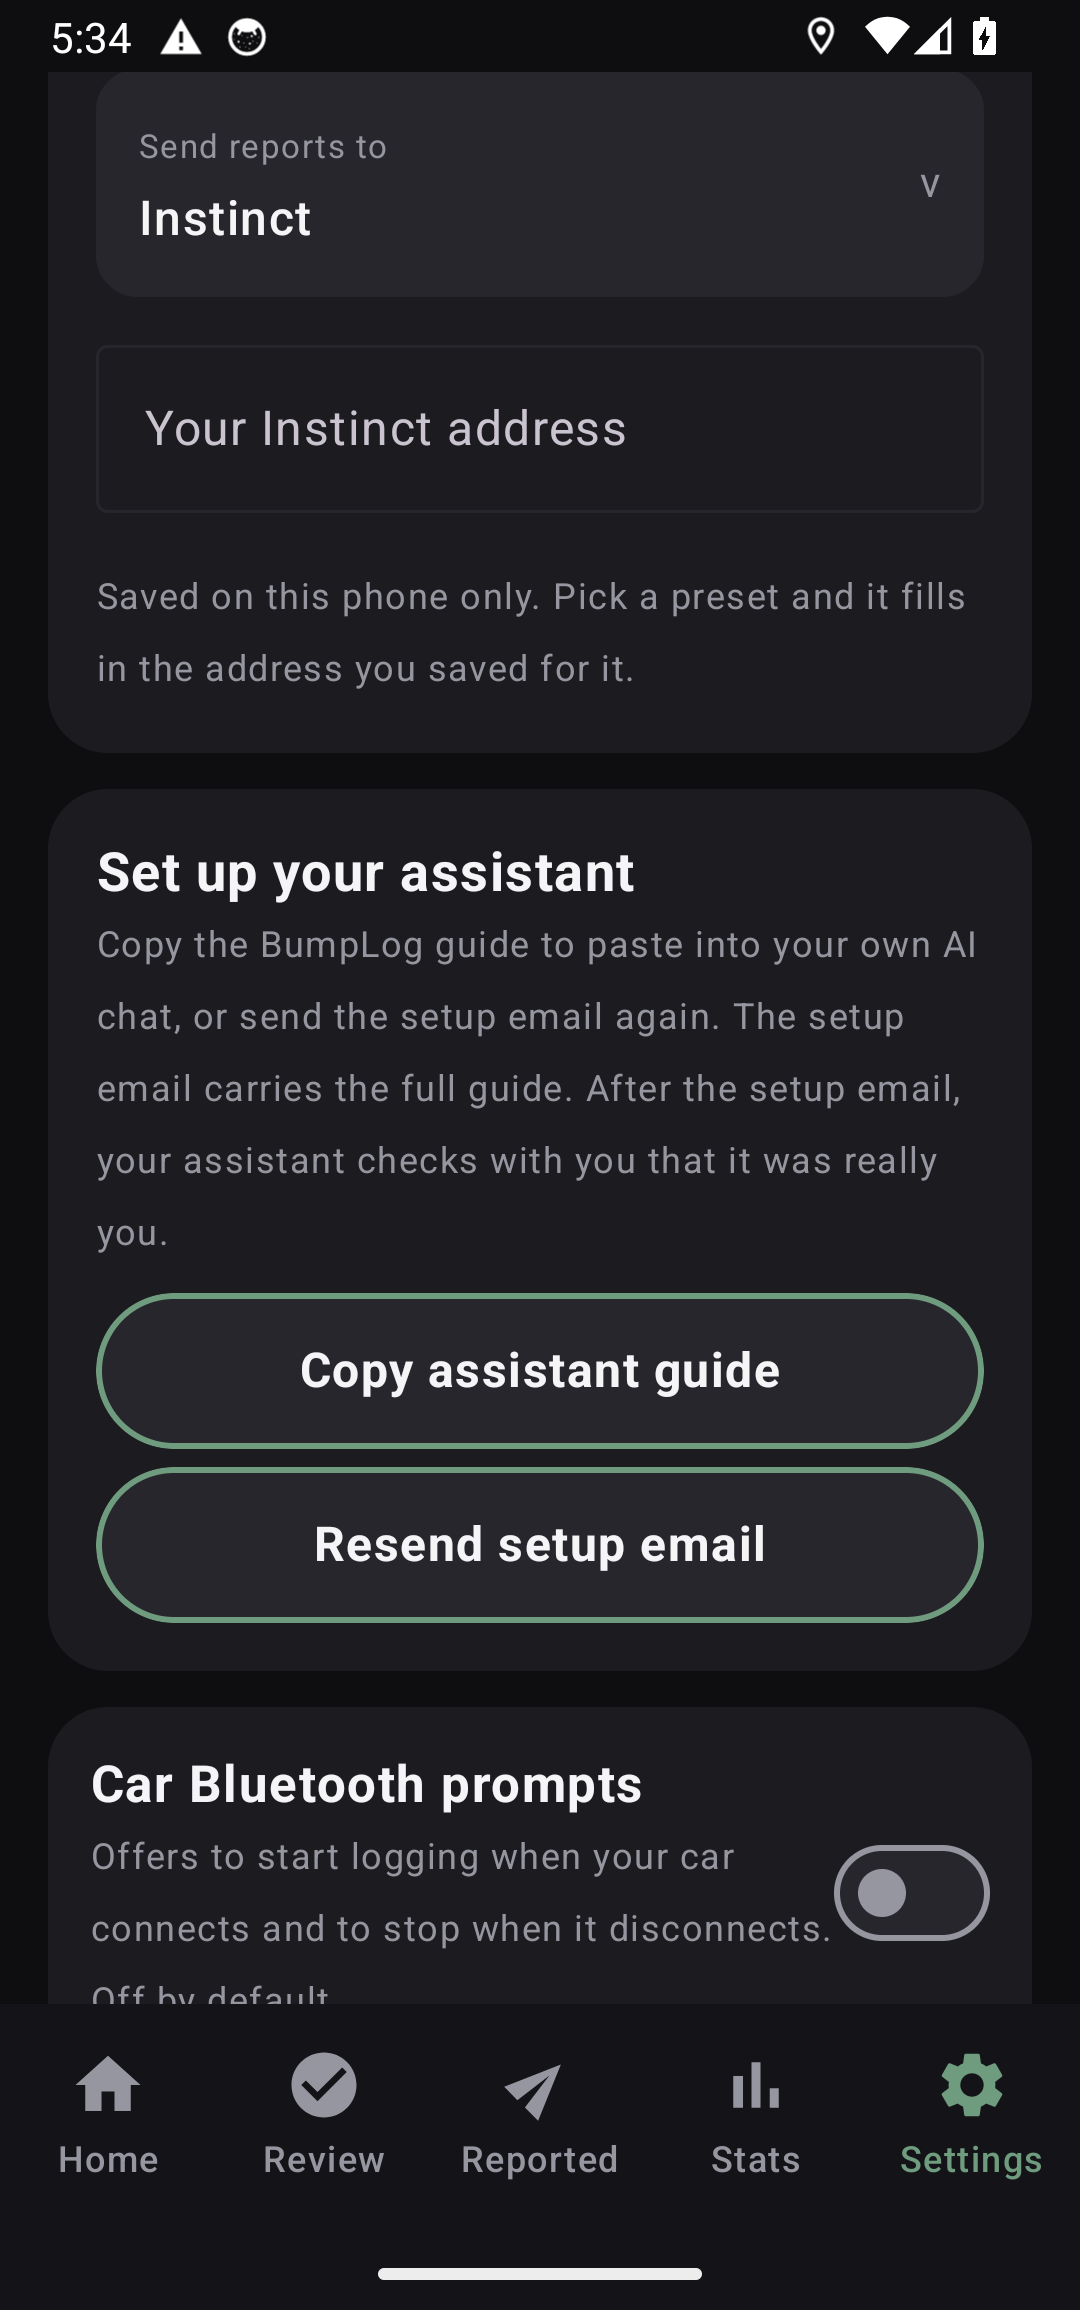 5:34
Send reports to
Instinct
v
Your Instinct address
Saved on this phone only. Pick a preset and it fills
in the address you saved for it.
Set up your assistant
Copy the BumpLog guide to paste into your own AI
chat, or send the setup email again. The setup
email carries the full guide. After the setup email,
your assistant checks with you that it was really
you.
Copy assistant guide
Resend setup email
Car Bluetooth prompts
Offers to start logging when your car
connects and to stop when it disconnects.
Off by default
Home
Review
Reported
Stats
Settings